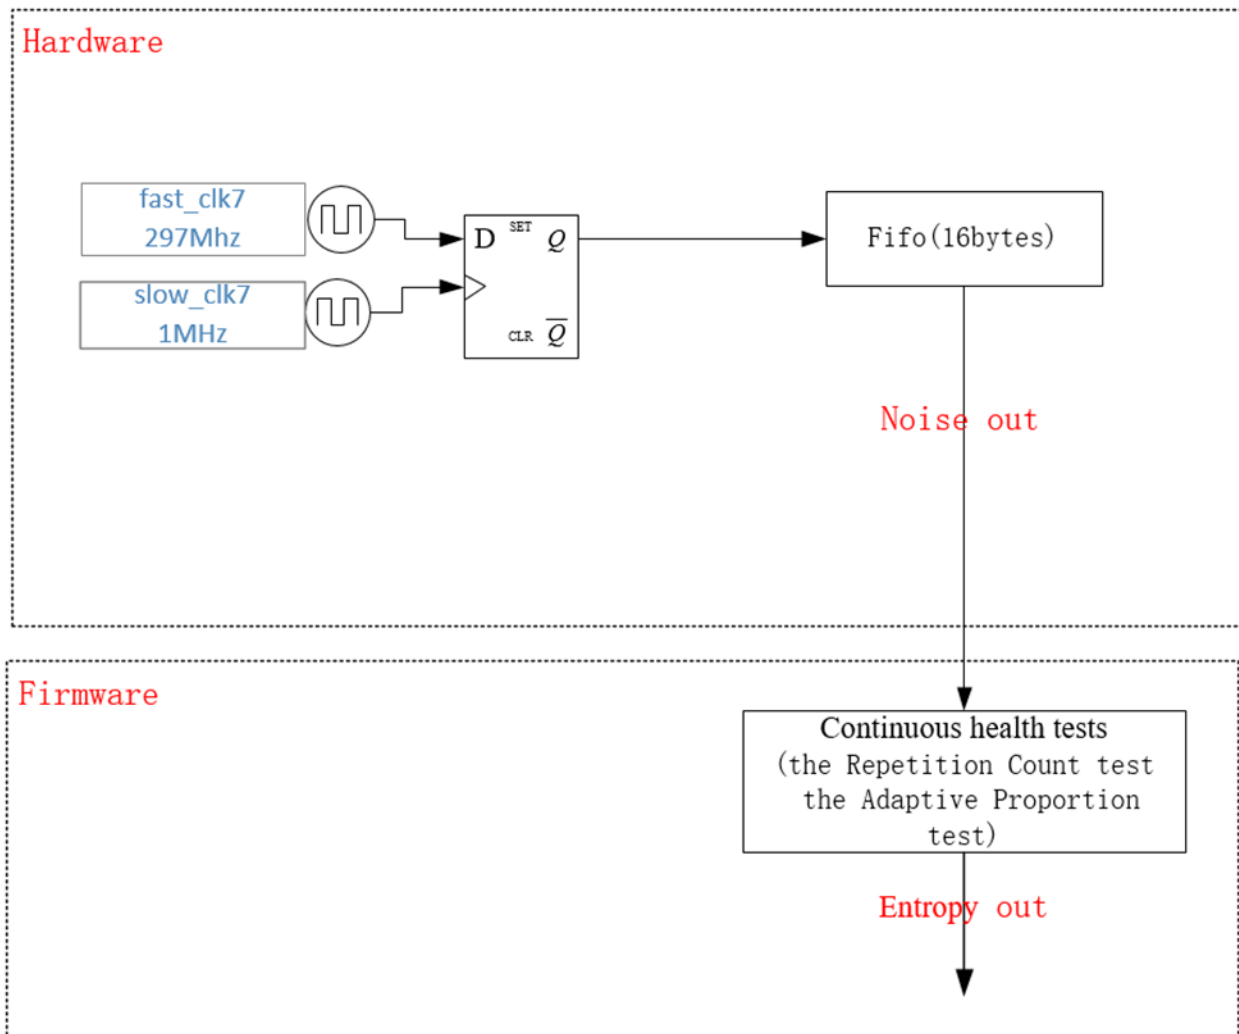 Hardware
fast_clk7
297Mhz
slow_clk7
1MHz
D
SET
Q
CLR
Q̅
Fifo(16bytes)
Noise out
Firmware
Continuous health tests
(the Repetition Count test
the Adaptive Proportion
test)
Entropy out